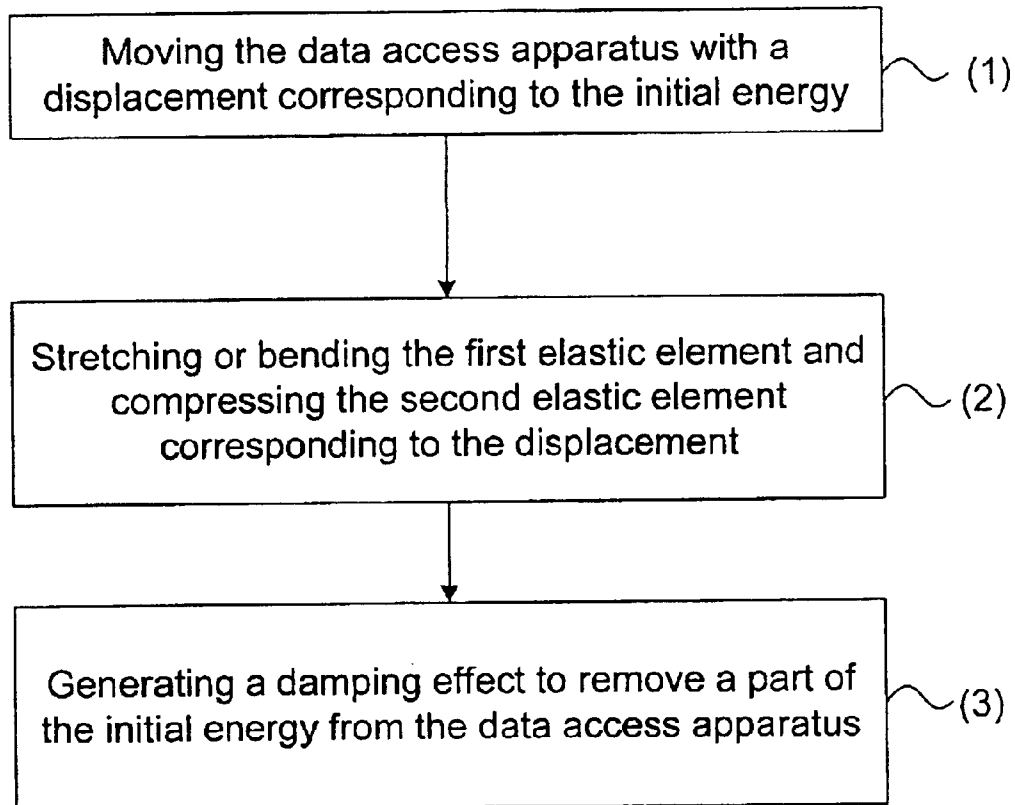 Moving the data access apparatus with a
displacement corresponding to the initial energy
(1)
Stretching or bending the first elastic element and
compressing the second elastic element
corresponding to the displacement
(2)
Generating a damping effect to remove a part of
the initial energy from the data access apparatus
(3)